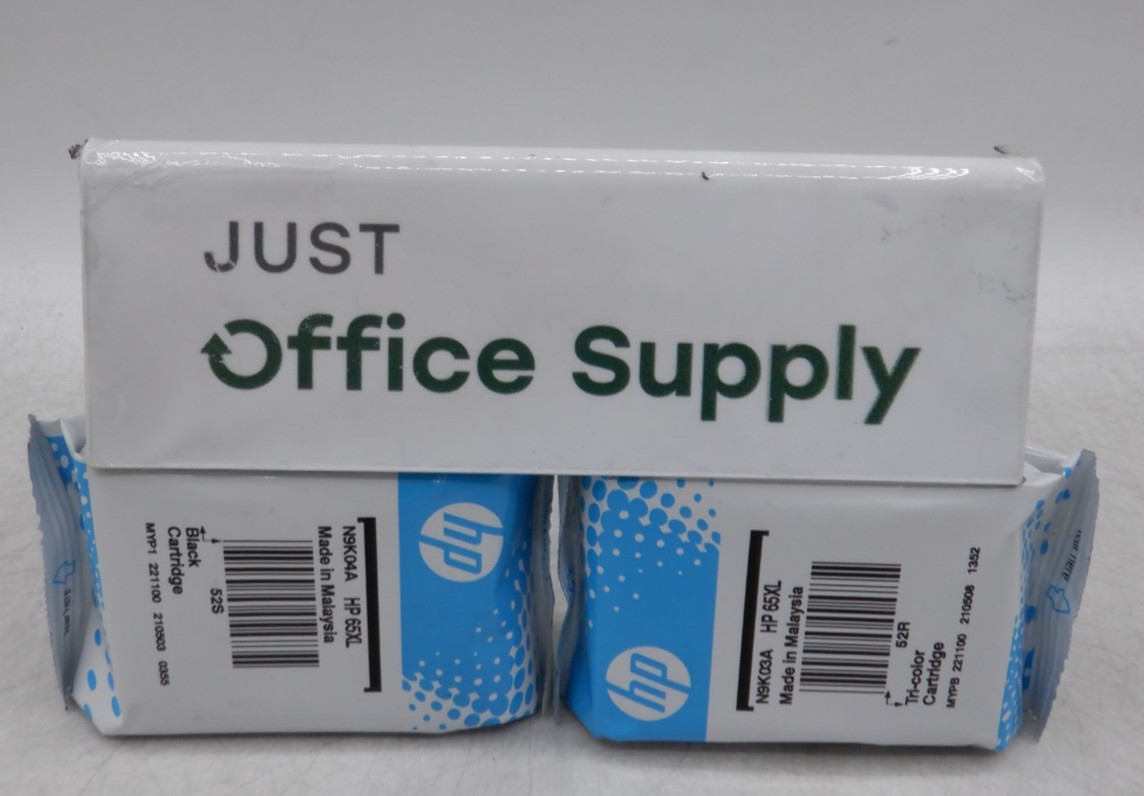 JUST
Office Supply
hp
N9K04A HP 65XL
Made in Malaysia
52S
Black
Cartridge
MYP1 221100 210503 0355
hp
N9K03A HP 65XL
Made in Malaysia
52R
Tri-color
Cartridge
MYPB 221100 210508 1352